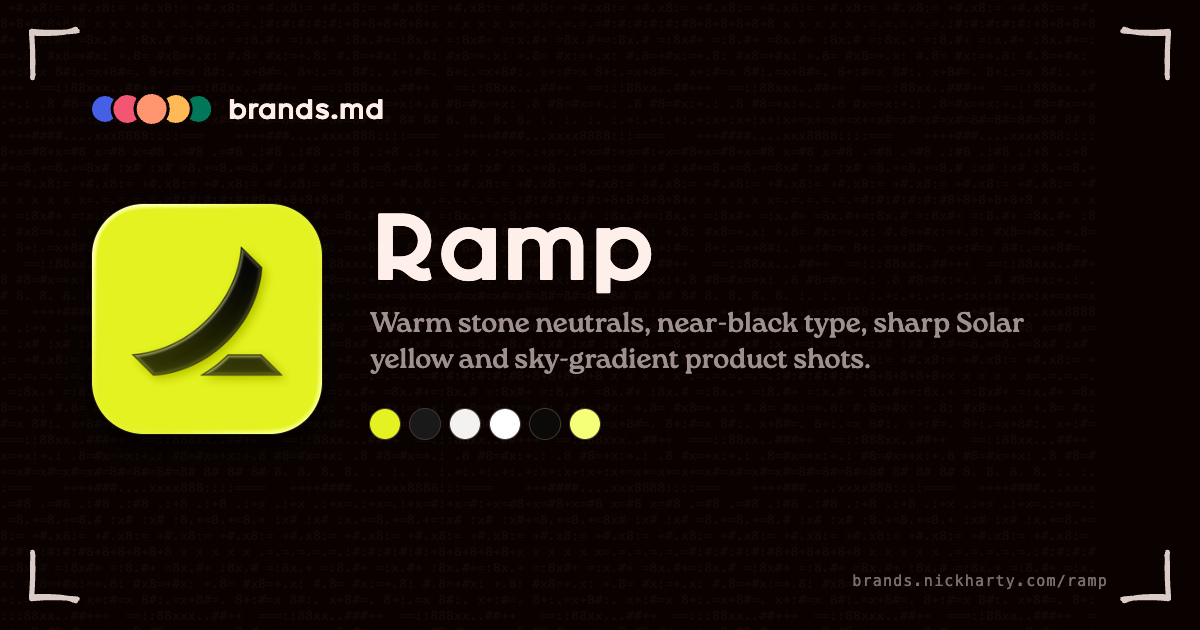 brands.md
Ramp
Warm stone neutrals, near-black type, sharp Solar
yellow and sky-gradient product shots.
brands.nickharty.com/ramp